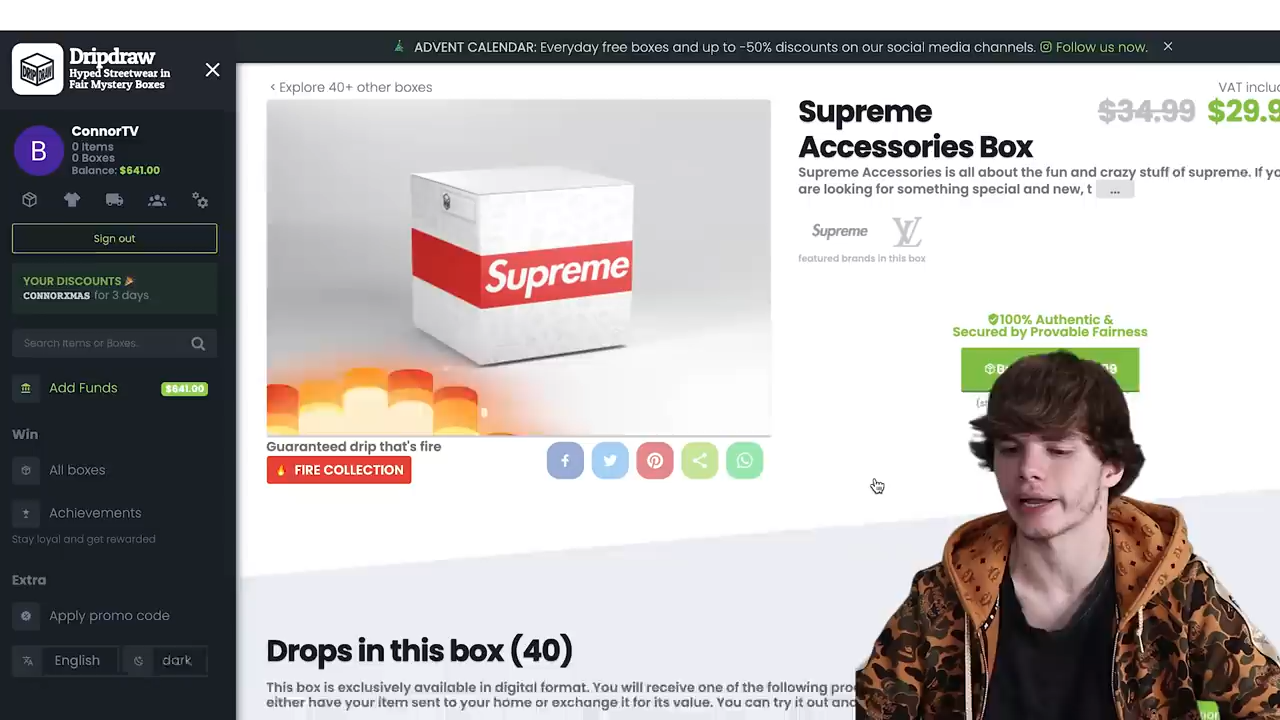 ADVENT CALENDAR: Everyday free boxes and up to -50% discounts on our social media channels. Follow us now.
DRIPDRAW
Dripdraw
Hyped Streetwear in
Fair Mystery Boxes
B
ConnorTV
0 Items
0 Boxes
Balance: $641.00
Sign out
YOUR DISCOUNTS
CONNORXMAS for 3 days
Search Items or Boxes.
Add Funds
$641.00
Win
All boxes
Achievements
Stay loyal and get rewarded
Extra
Apply promo code
English
dark
< Explore 40+ other boxes
Supreme
Guaranteed drip that's fire
FIRE COLLECTION
VAT
$34.99 $29.9
Supreme
Accessories Box
Supreme Accessories is all about the fun and crazy stuff of supreme. If
are looking for something special and new, t ...
Supreme LV
featured brands in this box
100% Authentic &
Secured by Provable Fairness
Drops in this box (40)
This box is exclusively available in digital format. You will receive one of the following
either have your item sent to your home or exchange it for its value. You can try it out